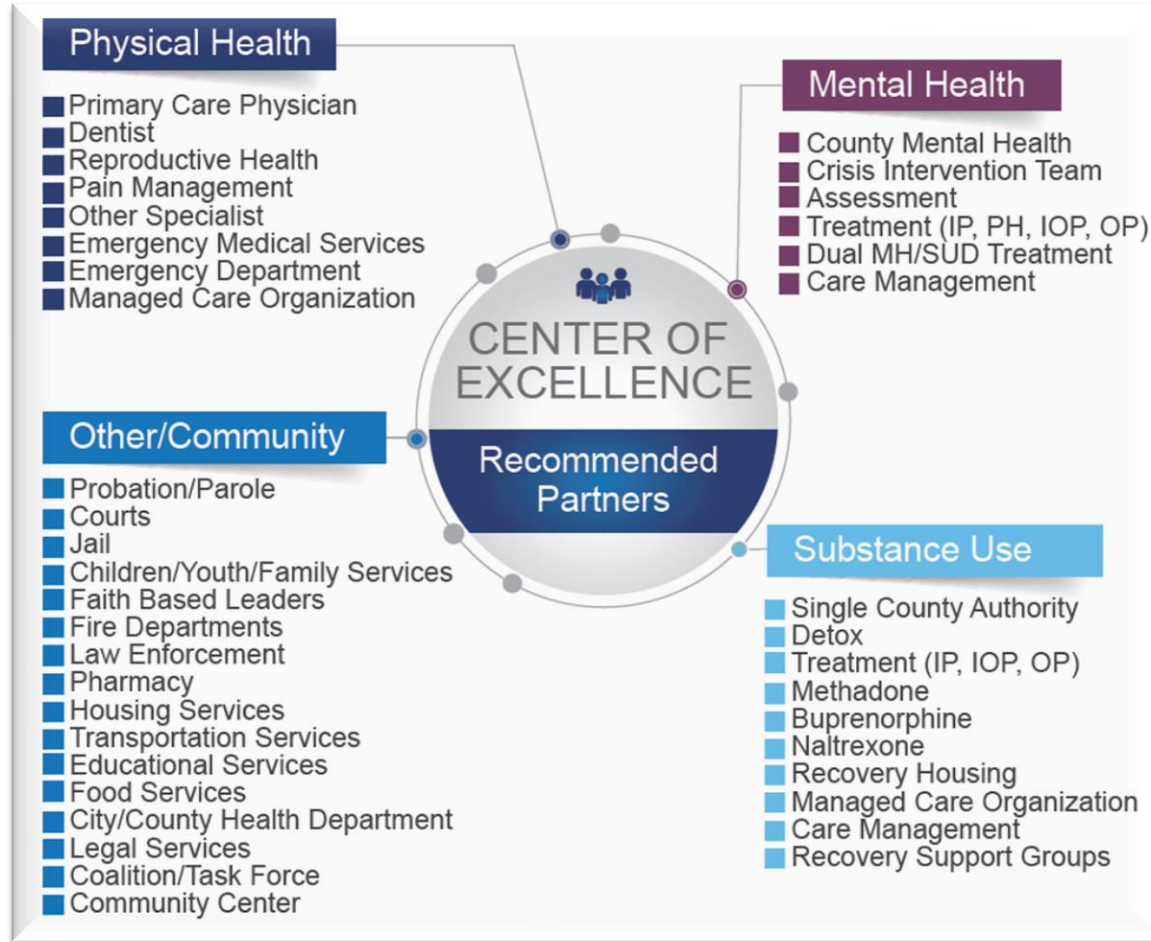 Physical Health
Primary Care Physician
Dentist
Reproductive Health
Pain Management
Other Specialist
Emergency Medical Services
Emergency Department
Managed Care Organization
Mental Health
County Mental Health
Crisis Intervention Team
Assessment
Treatment (IP, PH, IOP, OP)
Dual MH/SUD Treatment
Care Management
CENTER OF
EXCELLENCE
Recommended
Partners
Other/Community
Probation/Parole
Courts
Jail
Children/Youth/Family Services
Faith Based Leaders
Fire Departments
Law Enforcement
Pharmacy
Housing Services
Transportation Services
Educational Services
Food Services
City/County Health Department
Legal Services
Coalition/Task Force
Community Center
Substance Use
Single County Authority
Detox
Treatment (IP, IOP, OP)
Methadone
Buprenorphine
Naltrexone
Recovery Housing
Managed Care Organization
Care Management
Recovery Support Groups